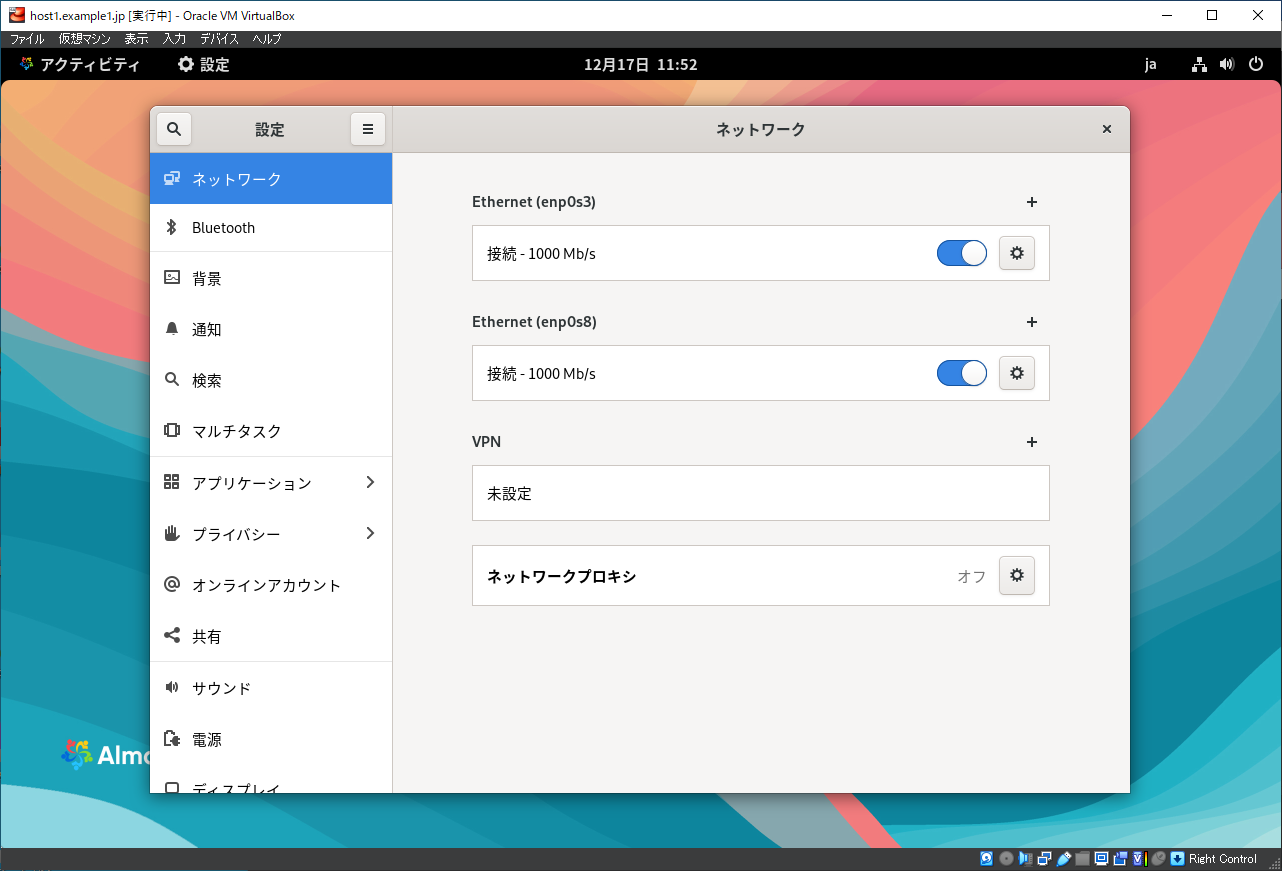 host1.example1.jp [実行中] - Oracle VM VirtualBox
ファイル 仮想マシン 表示 入力 デバイス ヘルプ
アクティビティ 設定 12月17日 11:52 ja
設定 ネットワーク
ネットワーク
Bluetooth
背景
通知
検索
マルチタスク
アプリケーション
プライバシー
オンラインアカウント
共有
サウンド
電源
ディスプレイ
Ethernet (enp0s3)
接続 - 1000 Mb/s
Ethernet (enp0s8)
接続 - 1000 Mb/s
VPN
未設定
ネットワークプロキシ オフ
Right Control